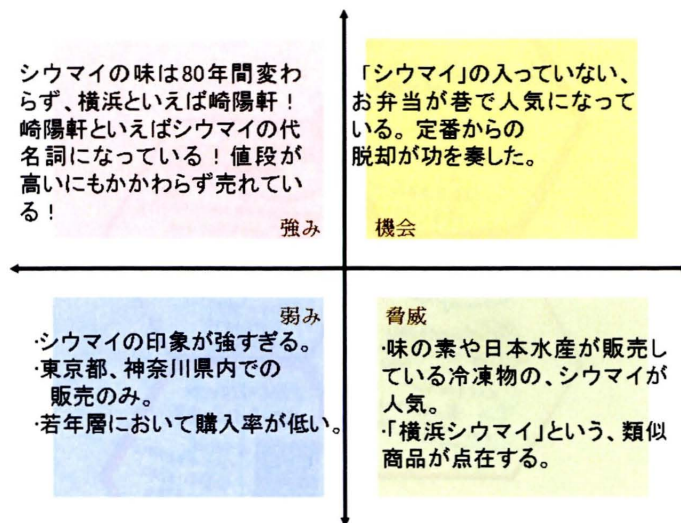 シウマイの味は80年間変わ
らず、横浜といえば崎陽軒！
崎陽軒といえばシウマイの代
名詞になっている！値段が
高いにもかかわらず売れてい
る！
強み
「シウマイ」の入っていない、
お弁当が巷で人気になって
いる。定番からの
脱却が功を奏した。
機会
弱み
·シウマイの印象が強すぎる。
·東京都、神奈川県内での
販売のみ。
·若年層において購入率が低い。
脅威
·味の素や日本水産が販売し
ている冷凍物の、シウマイが
人気。
·「横浜シウマイ」という、類似
商品が点在する。